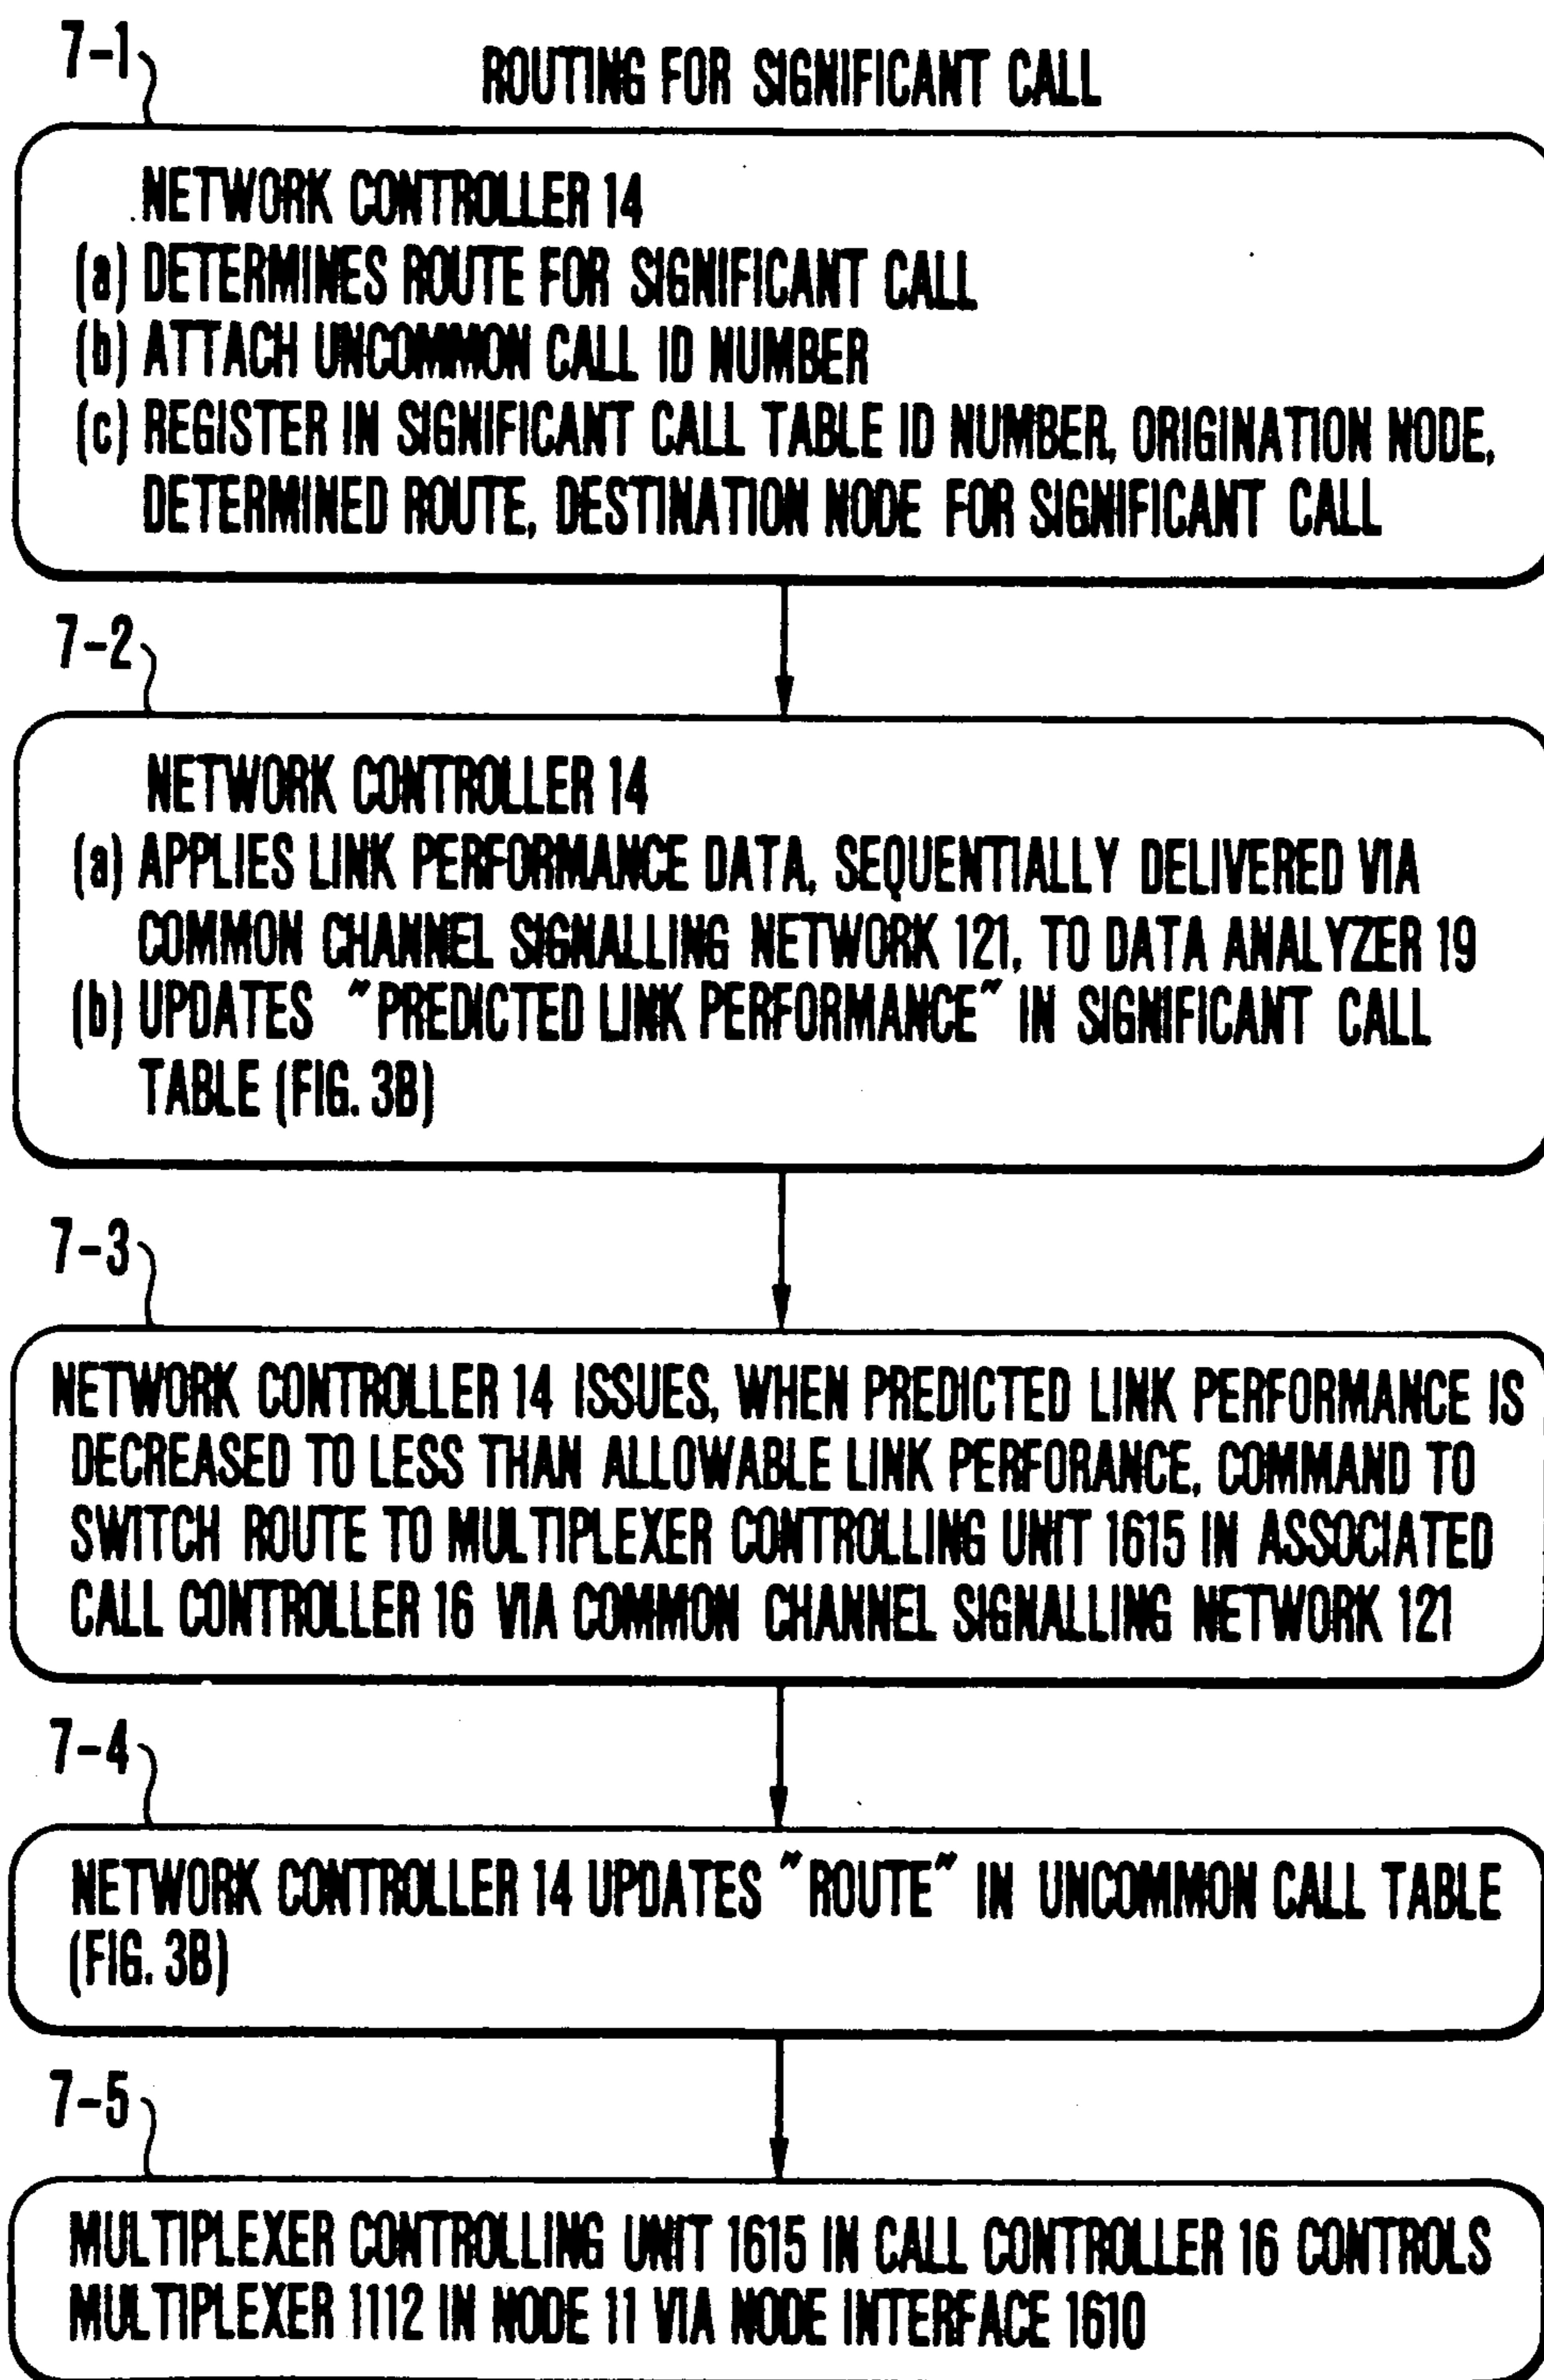 7-1
ROUTING FOR SIGNIFICANT CALL
NETWORK CONTROLLER 14
(a) DETERMINES ROUTE FOR SIGNIFICANT CALL
(b) ATTACH UNCOMMON CALL ID NUMBER
(c) REGISTER IN SIGNIFICANT CALL TABLE ID NUMBER, ORIGINATION NODE,
DETERMINED ROUTE, DESTINATION NODE FOR SIGNIFICANT CALL
7-2
NETWORK CONTROLLER 14
(a) APPLIES LINK PERFORMANCE DATA, SEQUENTIALLY DELIVERED VIA
COMMON CHANNEL SIGNALLING NETWORK 121, TO DATA ANALYZER 19
(b) UPDATES "PREDICTED LINK PERFORMANCE" IN SIGNIFICANT CALL
TABLE (FIG. 3B)
7-3
NETWORK CONTROLLER 14 ISSUES, WHEN PREDICTED LINK PERFORMANCE IS
DECREASED TO LESS THAN ALLOWABLE LINK PERFORANCE, COMMAND TO
SWITCH ROUTE TO MULTIPLEXER CONTROLLING UNIT 1615 IN ASSOCIATED
CALL CONTROLLER 16 VIA COMMON CHANNEL SIGNALLING NETWORK 121
7-4
NETWORK CONTROLLER 14 UPDATES "ROUTE" IN UNCOMMON CALL TABLE
(FIG. 3B)
7-5
MULTIPLEXER CONTROLLING UNIT 1615 IN CALL CONTROLLER 16 CONTROLS
MULTIPLEXER 1112 IN NODE 11 VIA NODE INTERFACE 1610